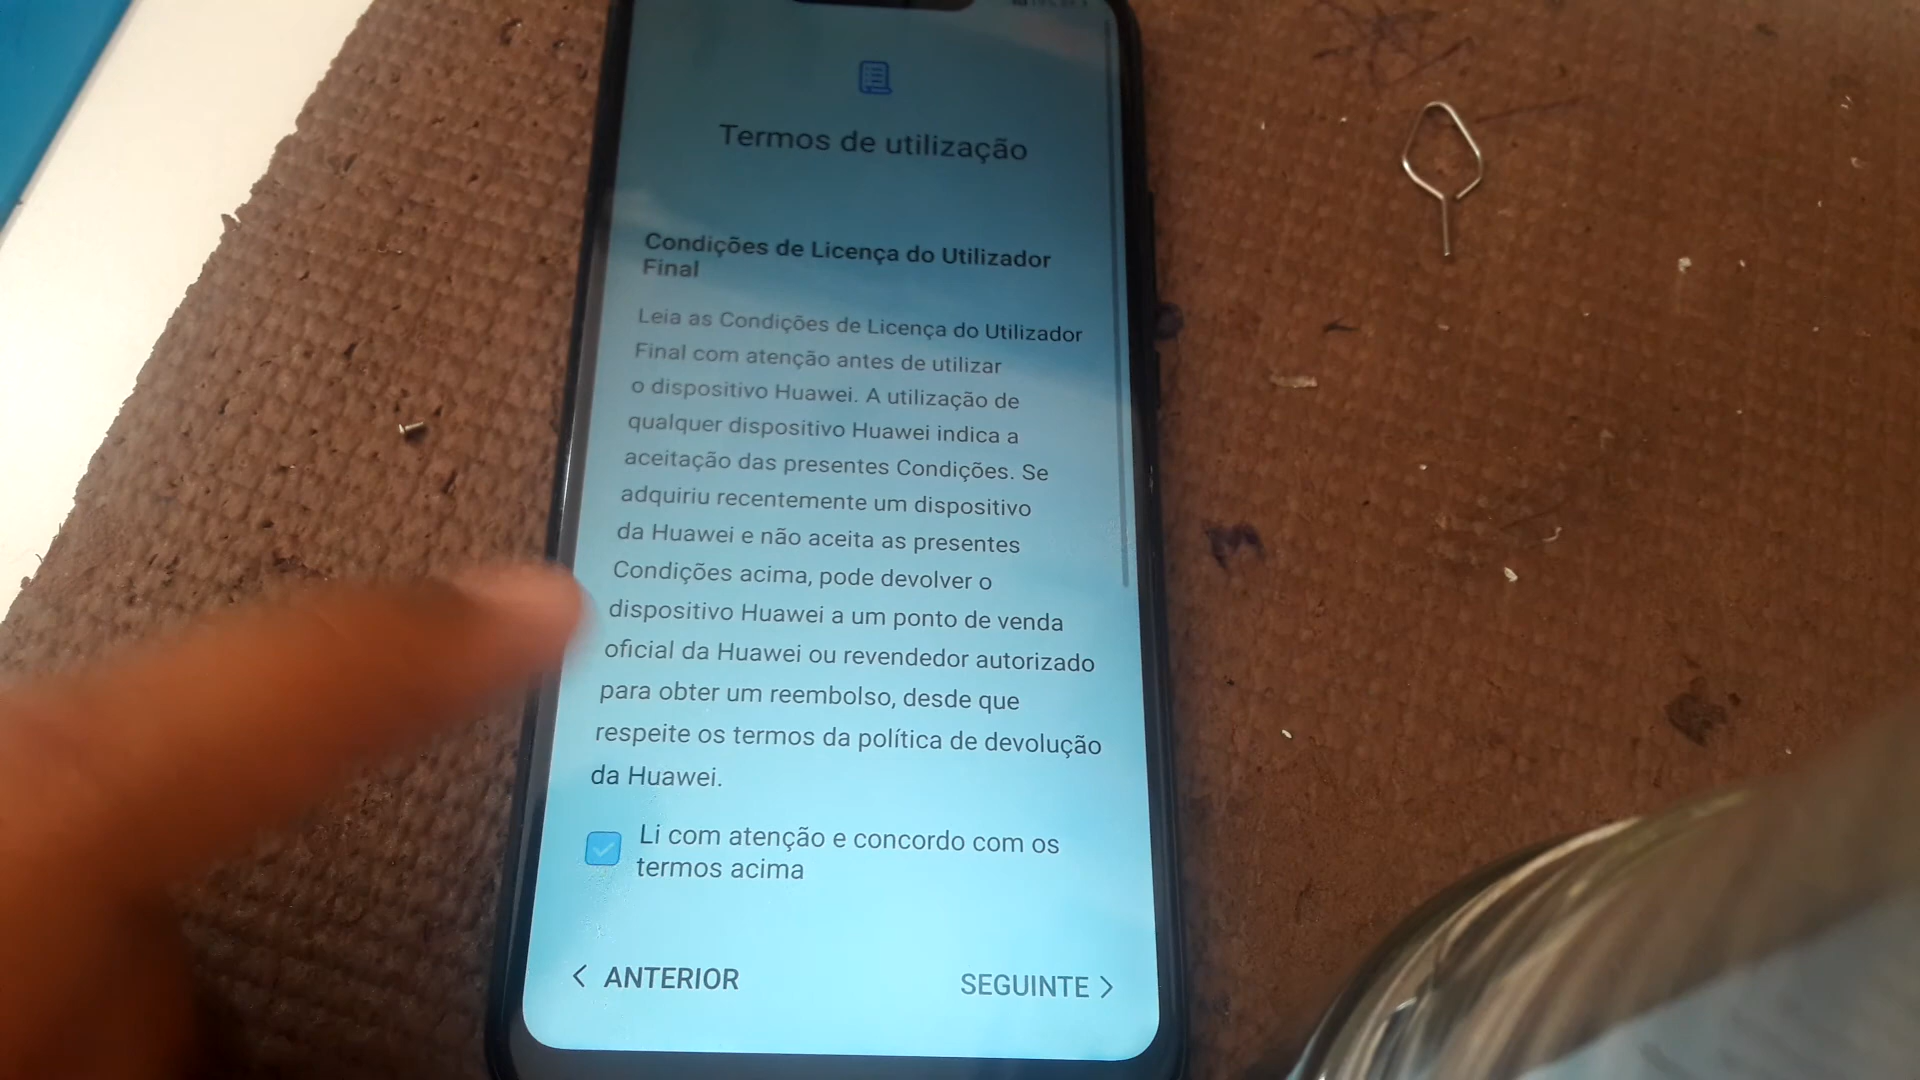 Termos de utilização
Condições de Licença do Utilizador
Final
Leia as Condições de Licença do Utilizador
Final com atenção antes de utilizar
o dispositivo Huawei. A utilização de
qualquer dispositivo Huawei indica a
aceitação das presentes Condições. Se
adquiriu recentemente um dispositivo
da Huawei e não aceita as presentes
Condições acima, pode devolver o
dispositivo Huawei a um ponto de venda
oficial da Huawei ou revendedor autorizado
para obter um reembolso, desde que
respeite os termos da política de devolução
da Huawei.
Li com atenção e concordo com os
termos acima
< ANTERIOR
SEGUINTE >